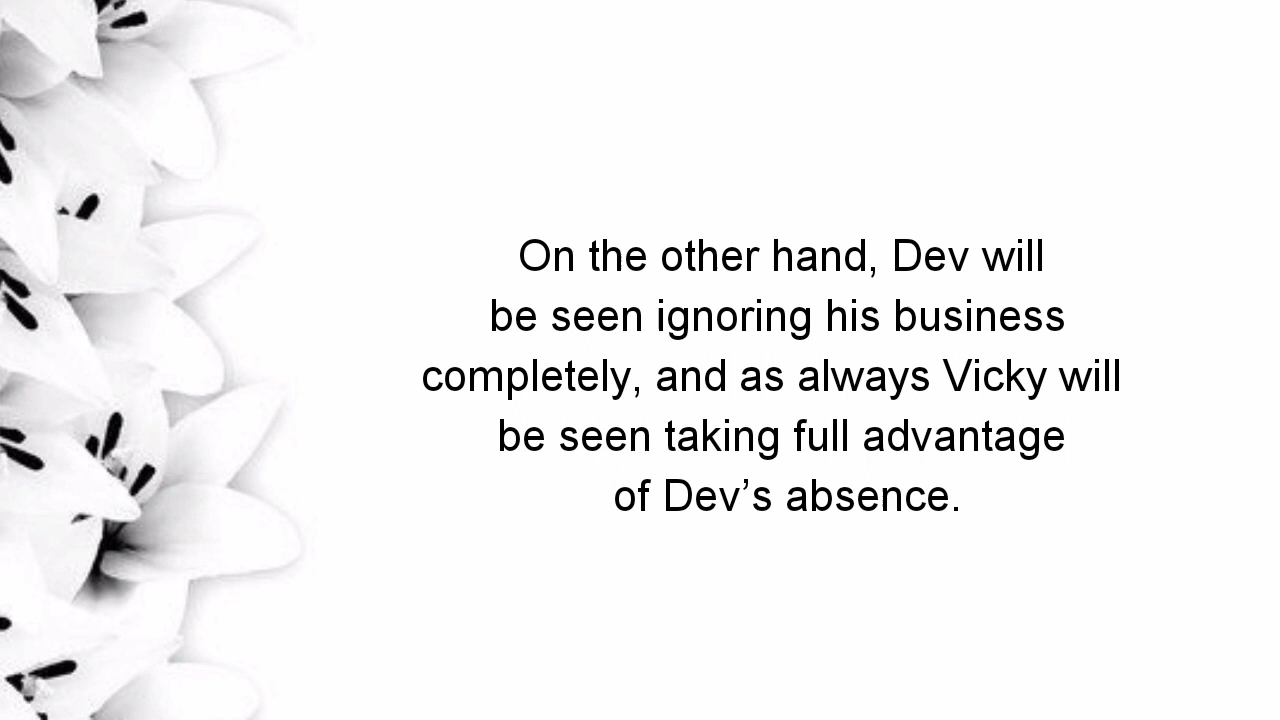 On the other hand, Dev will
be seen ignoring his business
completely, and as always Vicky will
be seen taking full advantage
of Dev’s absence.